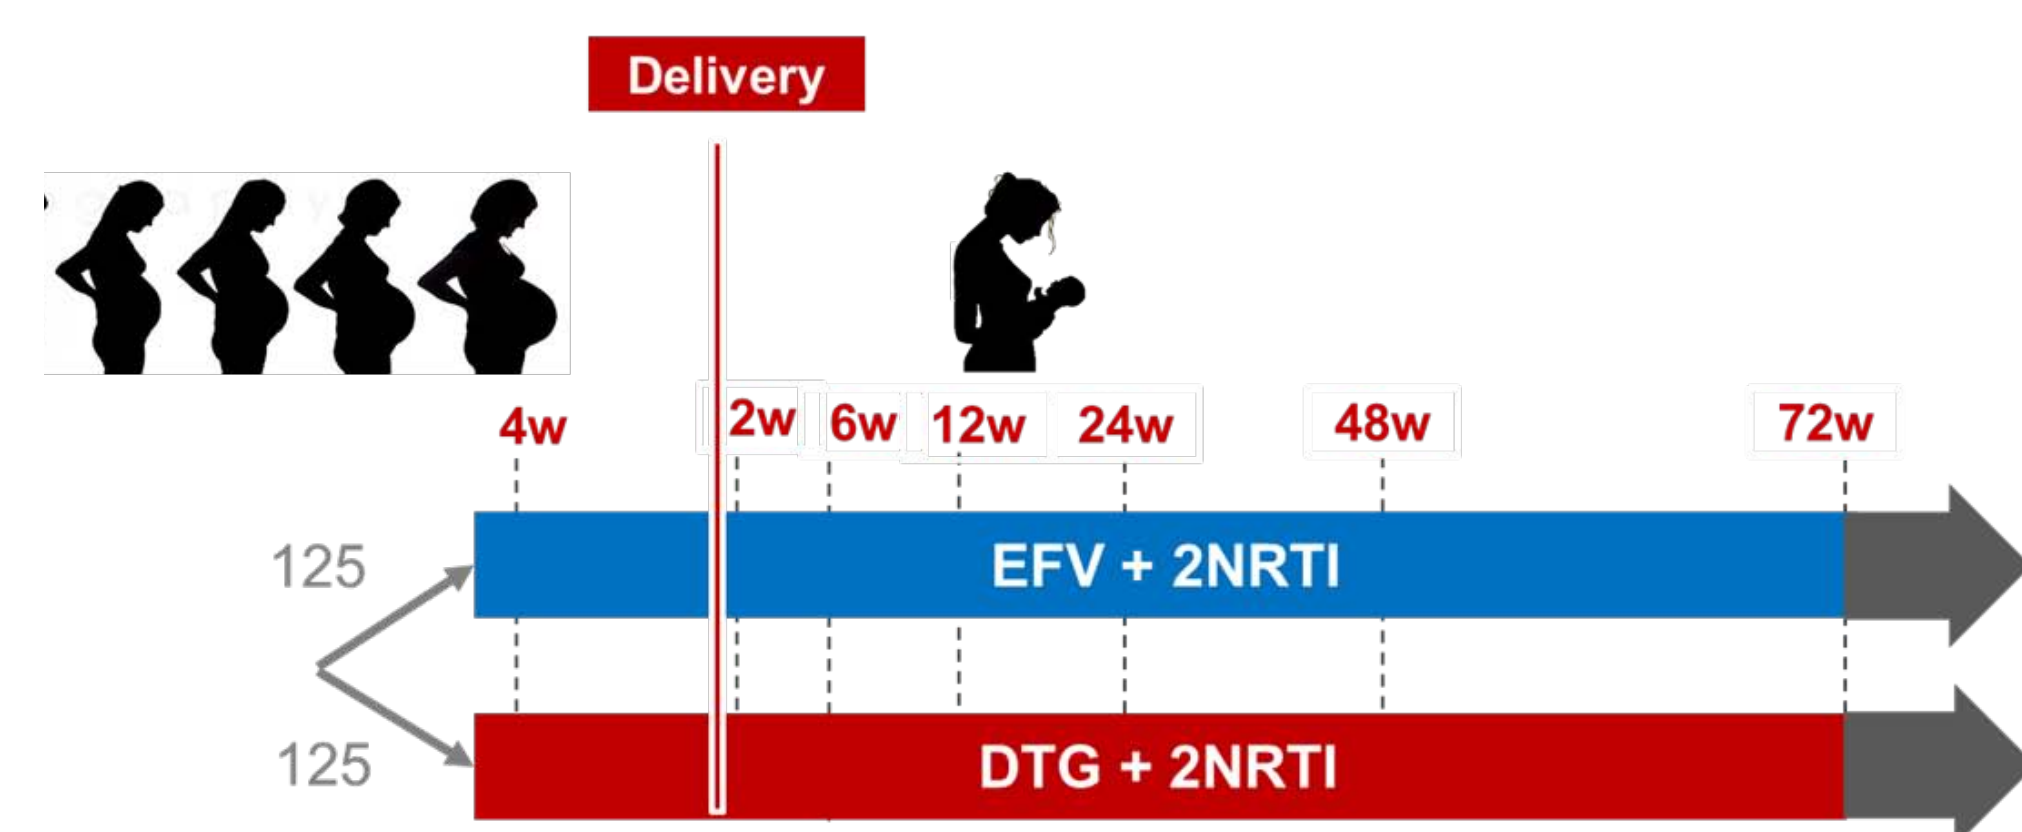 Delivery
4w
2w
6w
12w
24w
48w
72w
125
EFV + 2NRTI
125
DTG + 2NRTI